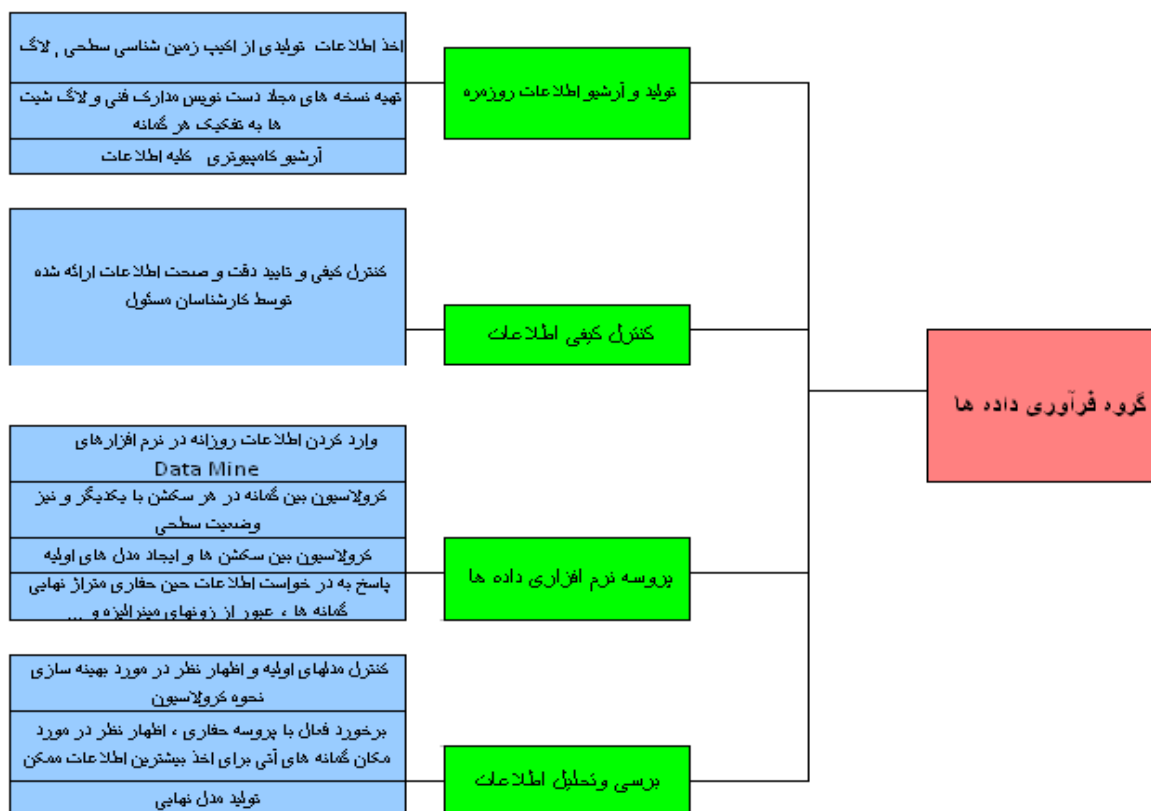 گروه فرآوری داده ها
تولید و آرشیو اطلاعات روزمره
اخذ اطلاعات تولیدی از اکیپ زمین شناسی سطحی , لاگ
تهیه نسخه های مجلد دست نویس مدارک فنی و لاگ شیت
ها به تفکیک هر گمانه
آرشیو کامپیوتری کلیه اطلاعات
کنترل کیفی اطلاعات
کنترل کیفی و تایید دقت و صحت اطلاعات ارائه شده
توسط کارشناسان مسئول
پروسه نرم افزاری داده ها
وارد کردن اطلاعات روزانه در نرم افزارهای
Data Mine
کرولاسیون بین گمانه در هر سکشن با یکدیگر و نیز
وضعیت سطحی
کرولاسیون بین سکشن ها و ایجاد مدل های اولیه
پاسخ به در خواست اطلاعات حین حفاری متراژ نهایی
گمانه ها ، عبور از زونهای مینرالیزه و ...
برسی وتحلیل اطلاعات
کنترل مدلهای اولیه و اظهار نظر در مورد بهینه سازی
نحوه کرولاسیون
برخورد فعال با پروسه حفاری ، اظهار نظر در مورد
مکان گمانه های آتی برای اخذ بیشترین اطلاعات ممکن
تولید مدل نهایی